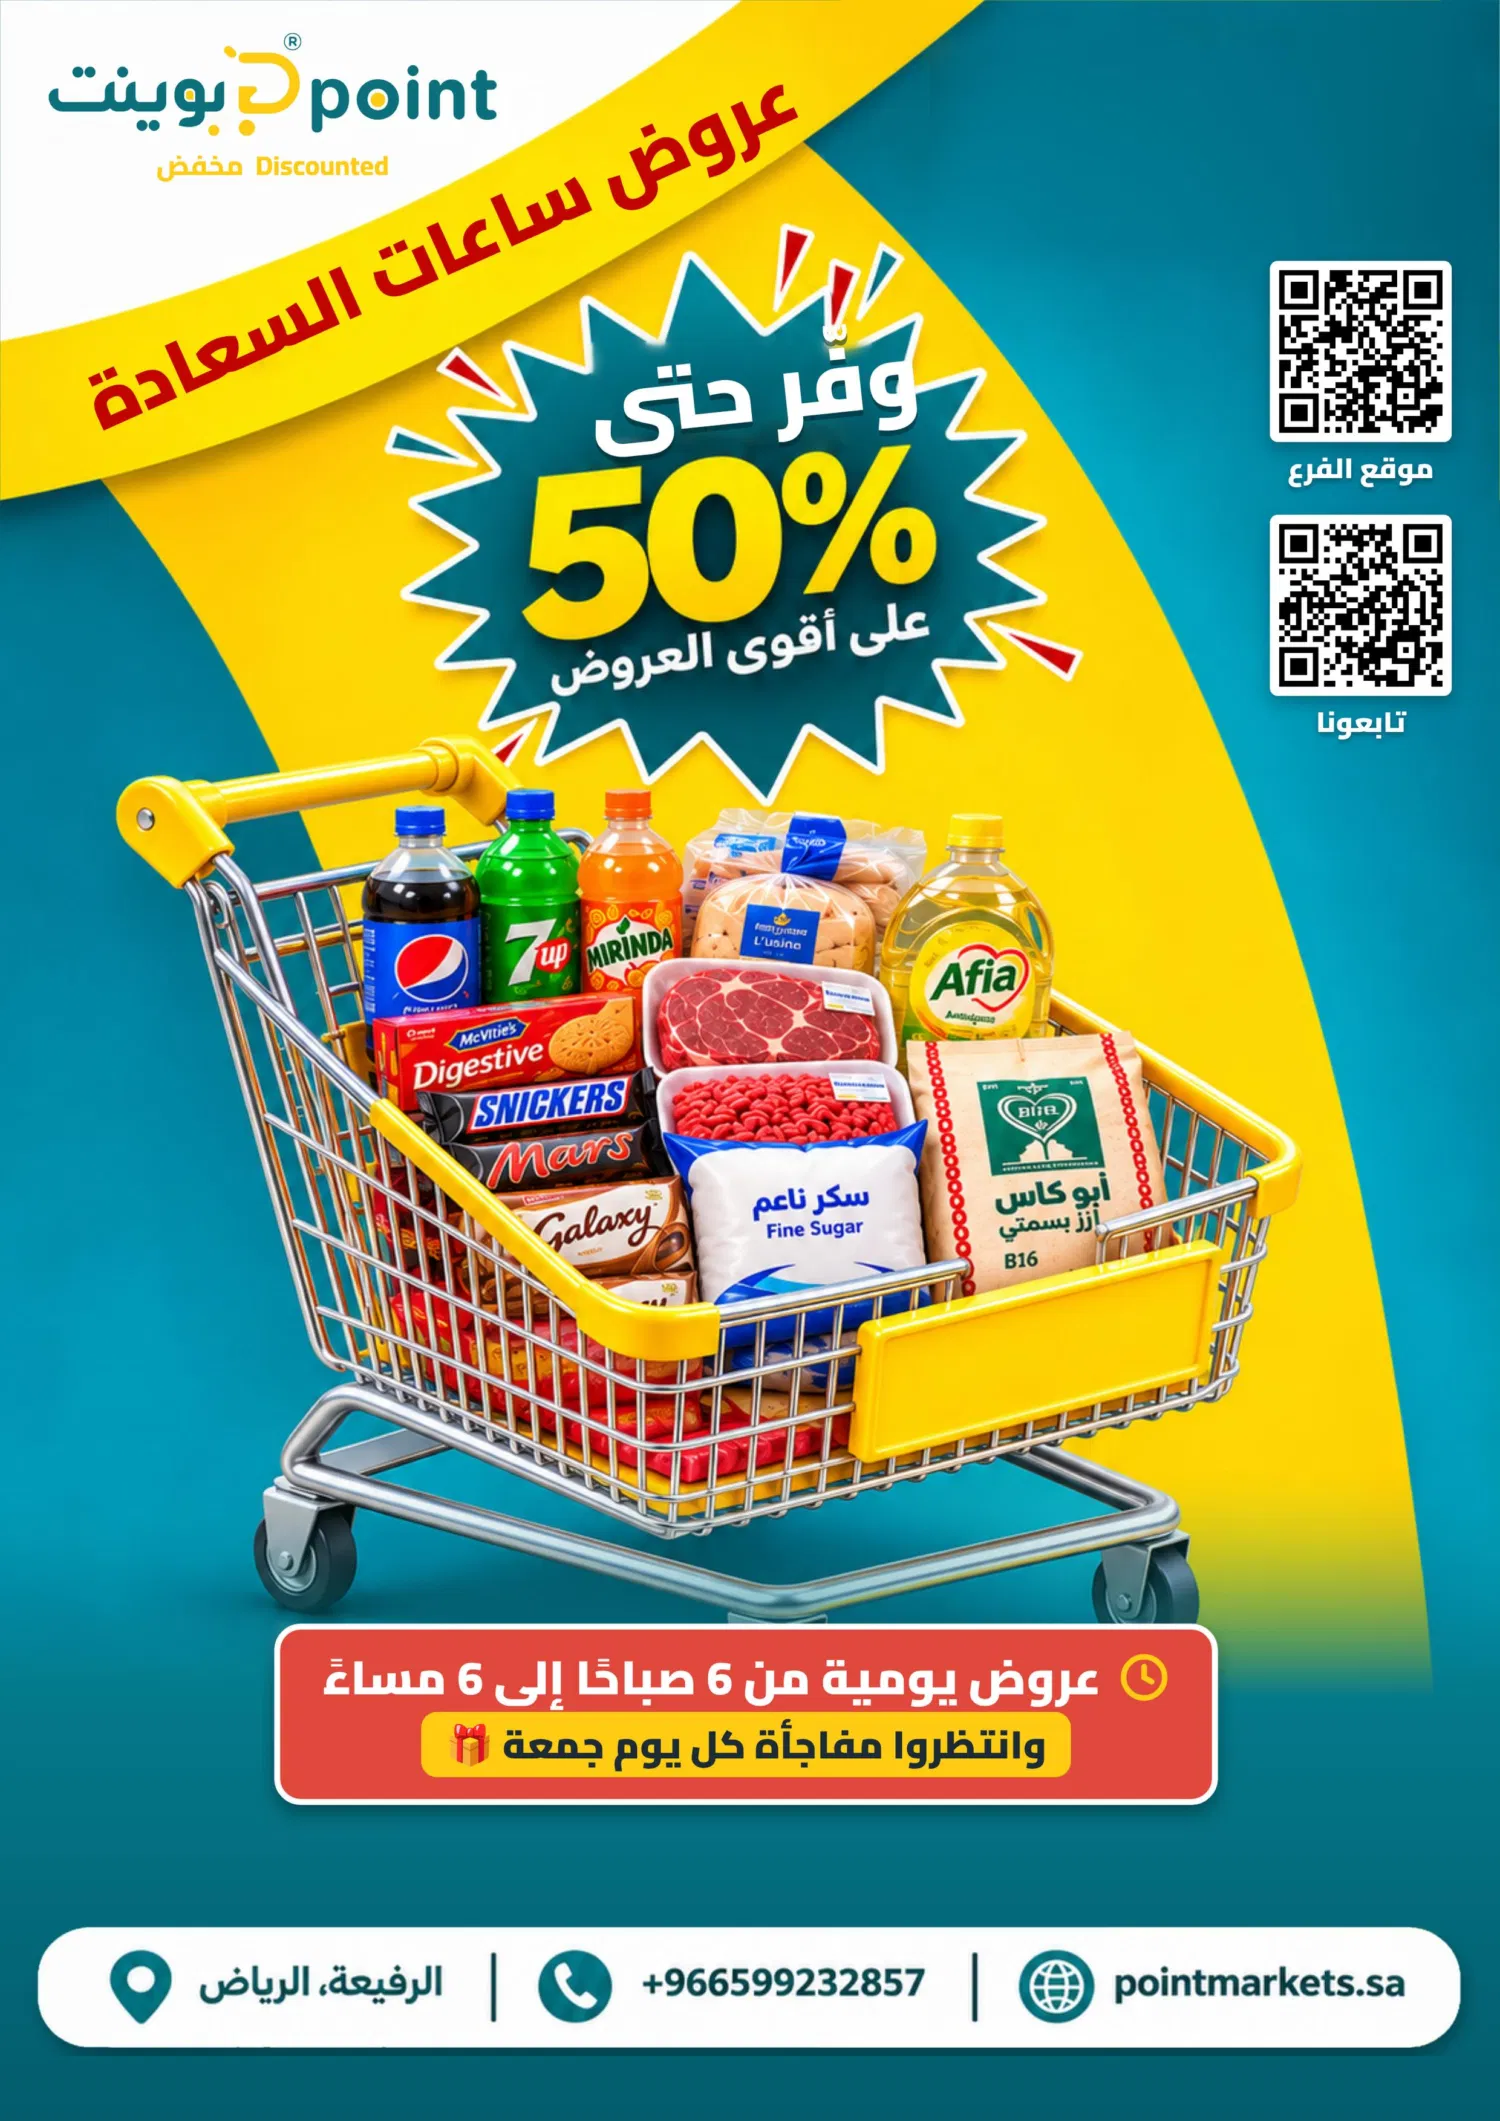 بوينت point ®
مخفض Discounted
عروض ساعات السعادة
وفّر حتى
50%
على أقوى العروض
موقع الفرع
تابعونا
7up
MIRINDA
L'usine
Afia
McVitie's
Digestive
SNICKERS
Mars
Galaxy
سكر ناعم
Fine Sugar
أبو كاس
أرز بسمتي
B16
عروض يومية من 6 صباحًا إلى 6 مساءً
وانتظروا مفاجأة كل يوم جمعة
الرفيعة، الرياض
+966599232857
pointmarkets.sa